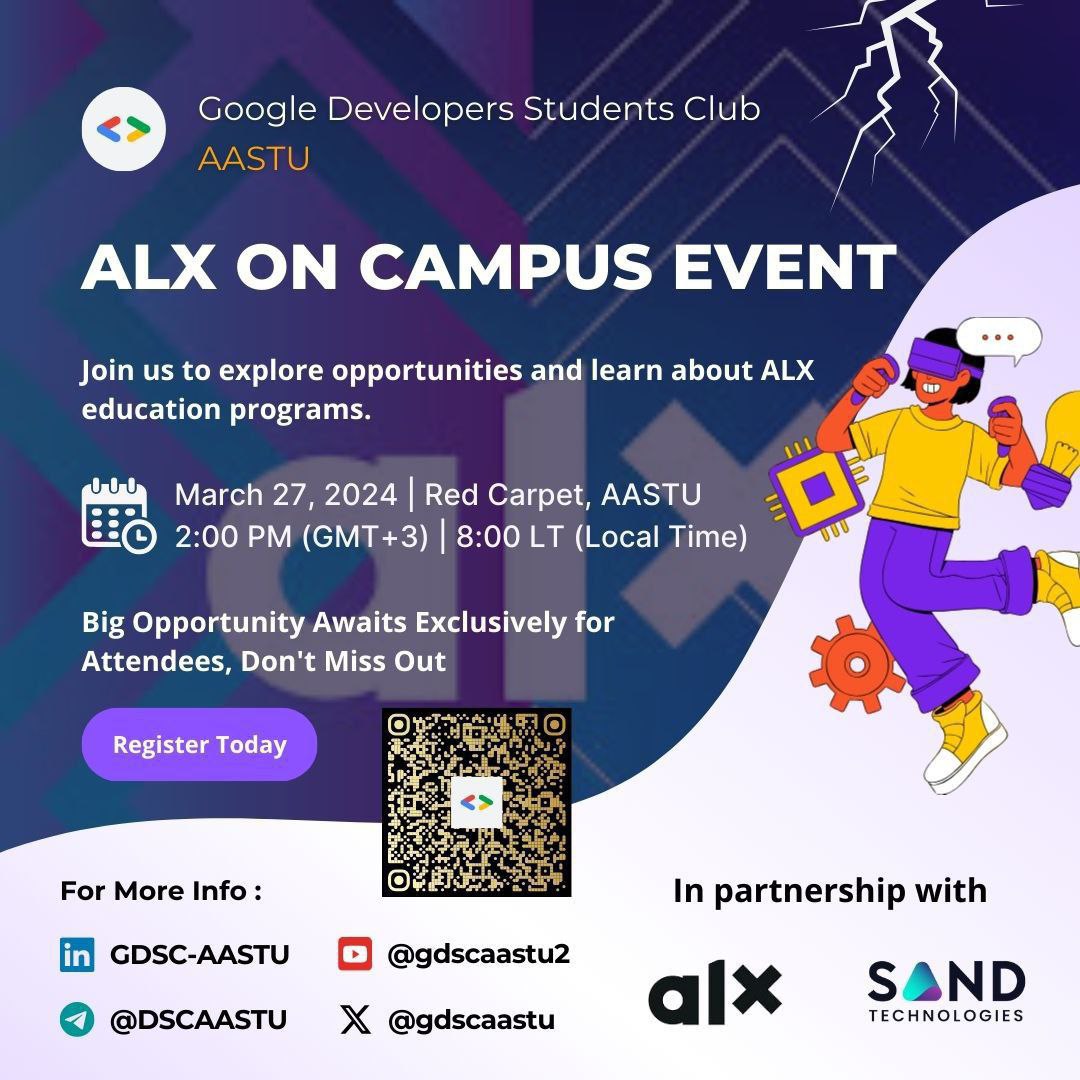 Google Developers Students Club
AASTU
ALX ON CAMPUS EVENT
Join us to explore opportunities and learn about ALX
education programs.
March 27, 2024 | Red Carpet, AASTU
2:00 PM (GMT+3) | 8:00 LT (Local Time)
alx
Big Opportunity Awaits Exclusively for
Attendees, Don't Miss Out
Register Today
For More Info :
in GDSC-AASTU
@gdscaastu2
@DSCAASTU
X @gdscaastu
In partnership with
alx
SAND
TECHNOLOGIES